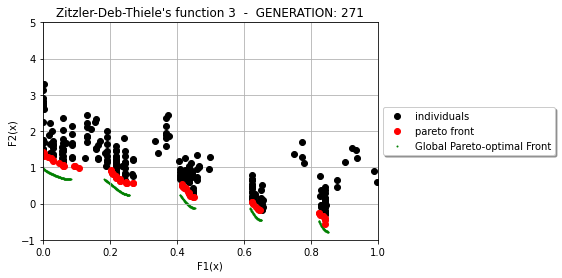 Zitzler-Deb-Thiele's function 3 - GENERATION: 271
5
4
3
2
1
0
−1
F2(x)
0.0 0.2 0.4 0.6 0.8 1.0
F1(x)
individuals
pareto front
Global Pareto-optimal Front